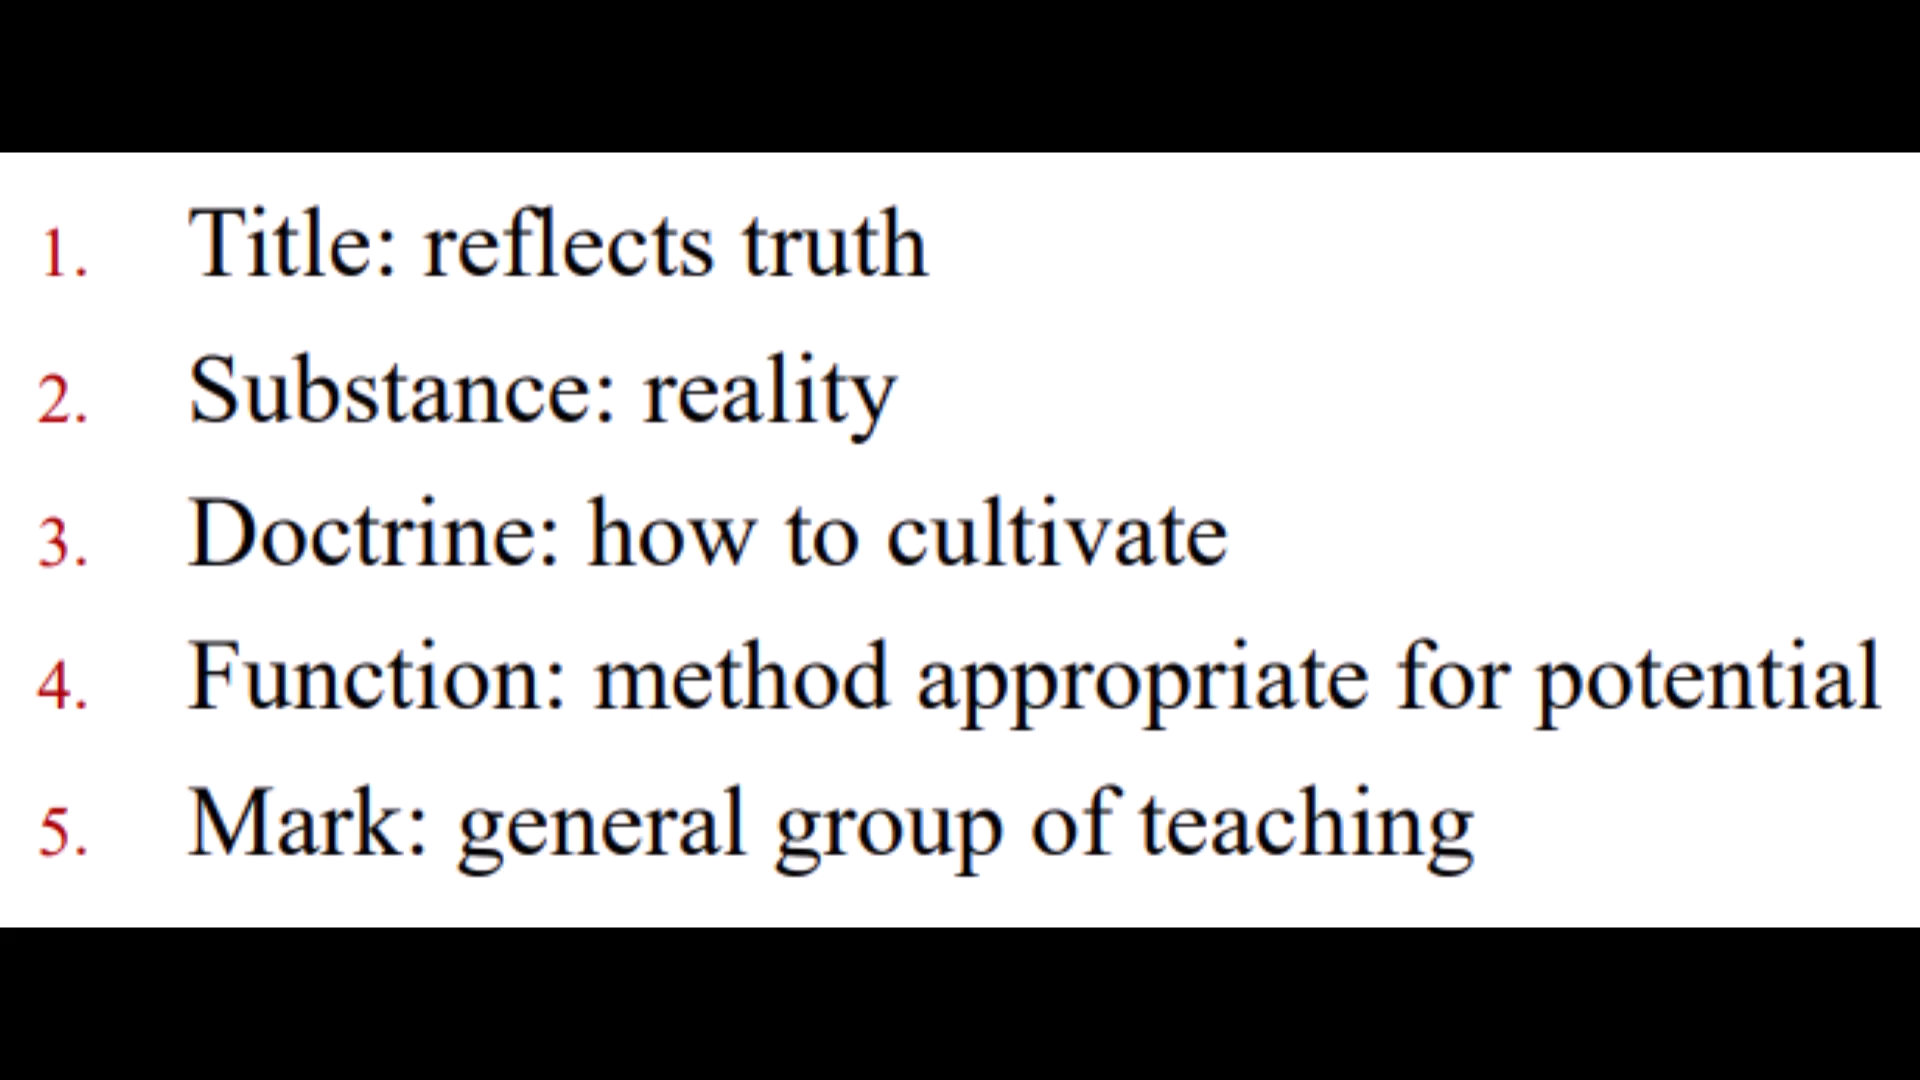 1. Title: reflects truth
2. Substance: reality
3. Doctrine: how to cultivate
4. Function: method appropriate for potential
5. Mark: general group of teaching